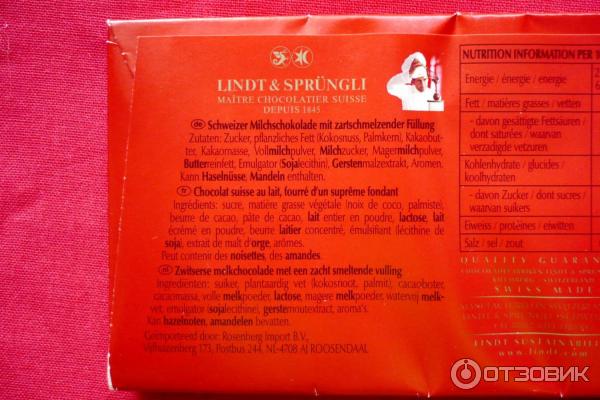 LINDT & SPRÜNGLI
MAÎTRE CHOCOLATIER SUISSE
DEPUIS 1845
de Schweizer Milchschokolade mit zartschmelzender Füllung
Zutaten: Zucker, pflanzliches Fett (Kokosnuss, Palmkern), Kakaobut-
ter, Kakaomasse, Vollmilchpulver, Milchzucker, Magermilchpulver,
Butterreinfett, Emulgator (Sojalecithin), Gerstenmalzextrakt, Aromen.
Kann Haselnüsse, Mandeln enthalten.
fr Chocolat suisse au lait, fourré d'un suprême fondant
Ingrédients: sucre, matière grasse végétale (noix de coco, palmiste),
beurre de cacao, pâte de cacao, lait entier en poudre, lactose, lait
écrémé en poudre, beurre laitier concentré, émulsifiant (lécithine de
soja), extrait de malt d'orge, arômes.
Peut contenir des noisettes, des amandes.
nl Zwitserse melkchocolade met een zacht smeltende vulling
Ingrediënten: suiker, plantaardig vet (kokosnoot, palmpit), cacaoboter,
cacaomassa, volle melkpoeder, lactose, magere melkpoeder, watervrij melk-
vet, emulgator (sojalecithine), gerstemoutextract, aroma's.
Kan hazelnoten, amandelen bevatten.
Geïmporteerd door: Rosenberg Import B.V.,
Vijfhuizenberg 173, Postbus 244, NL-4708 AJ ROOSENDAAL
NUTRITION INFORMATION PER
Energie / énergie / energie
Fett / matières grasses / vetten
- davon gesättigte Fettsäuren /
dont saturées / waarvan
verzadigde vetzuren
Kohlenhydrate / glucides /
koolhydraten
- davon Zucker / dont sucres /
waarvan suikers
Eiweiss / protéines / eiwitten
Salz / sel / zout
QUALITY GUARAN
SWISS MADE
LINDT SUSTAINABIL
www.lindt.com
ОТЗОВИК